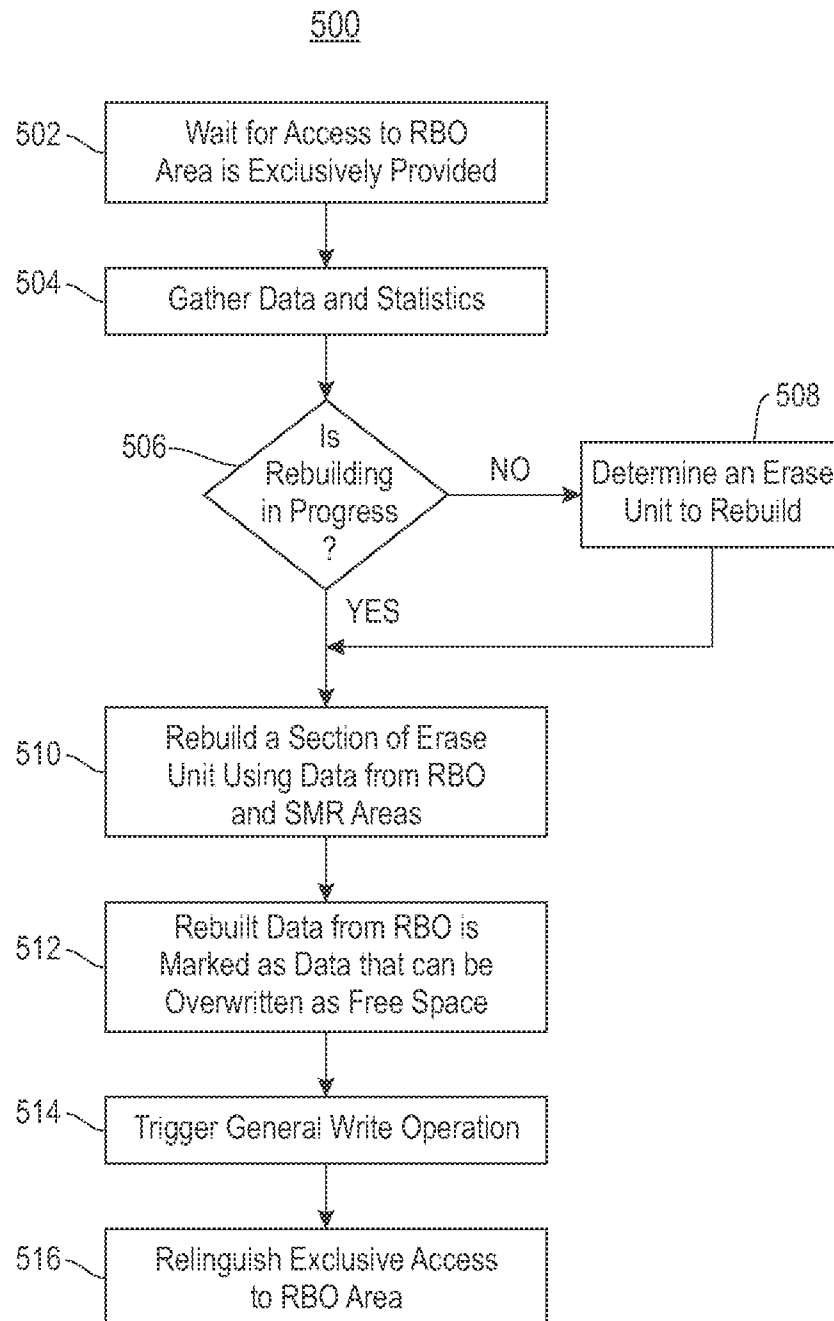 500
502
Wait for Access to RBO
Area is Exclusively Provided
504
Gather Data and Statistics
506
Is
Rebuilding
in Progress
?
NO
508
Determine an Erase
Unit to Rebuild
YES
510
Rebuild a Section of Erase
Unit Using Data from RBO
and SMR Areas
512
Rebuilt Data from RBO is
Marked as Data that can be
Overwritten as Free Space
514
Trigger General Write Operation
516
Relinguish Exclusive Access
to RBO Area